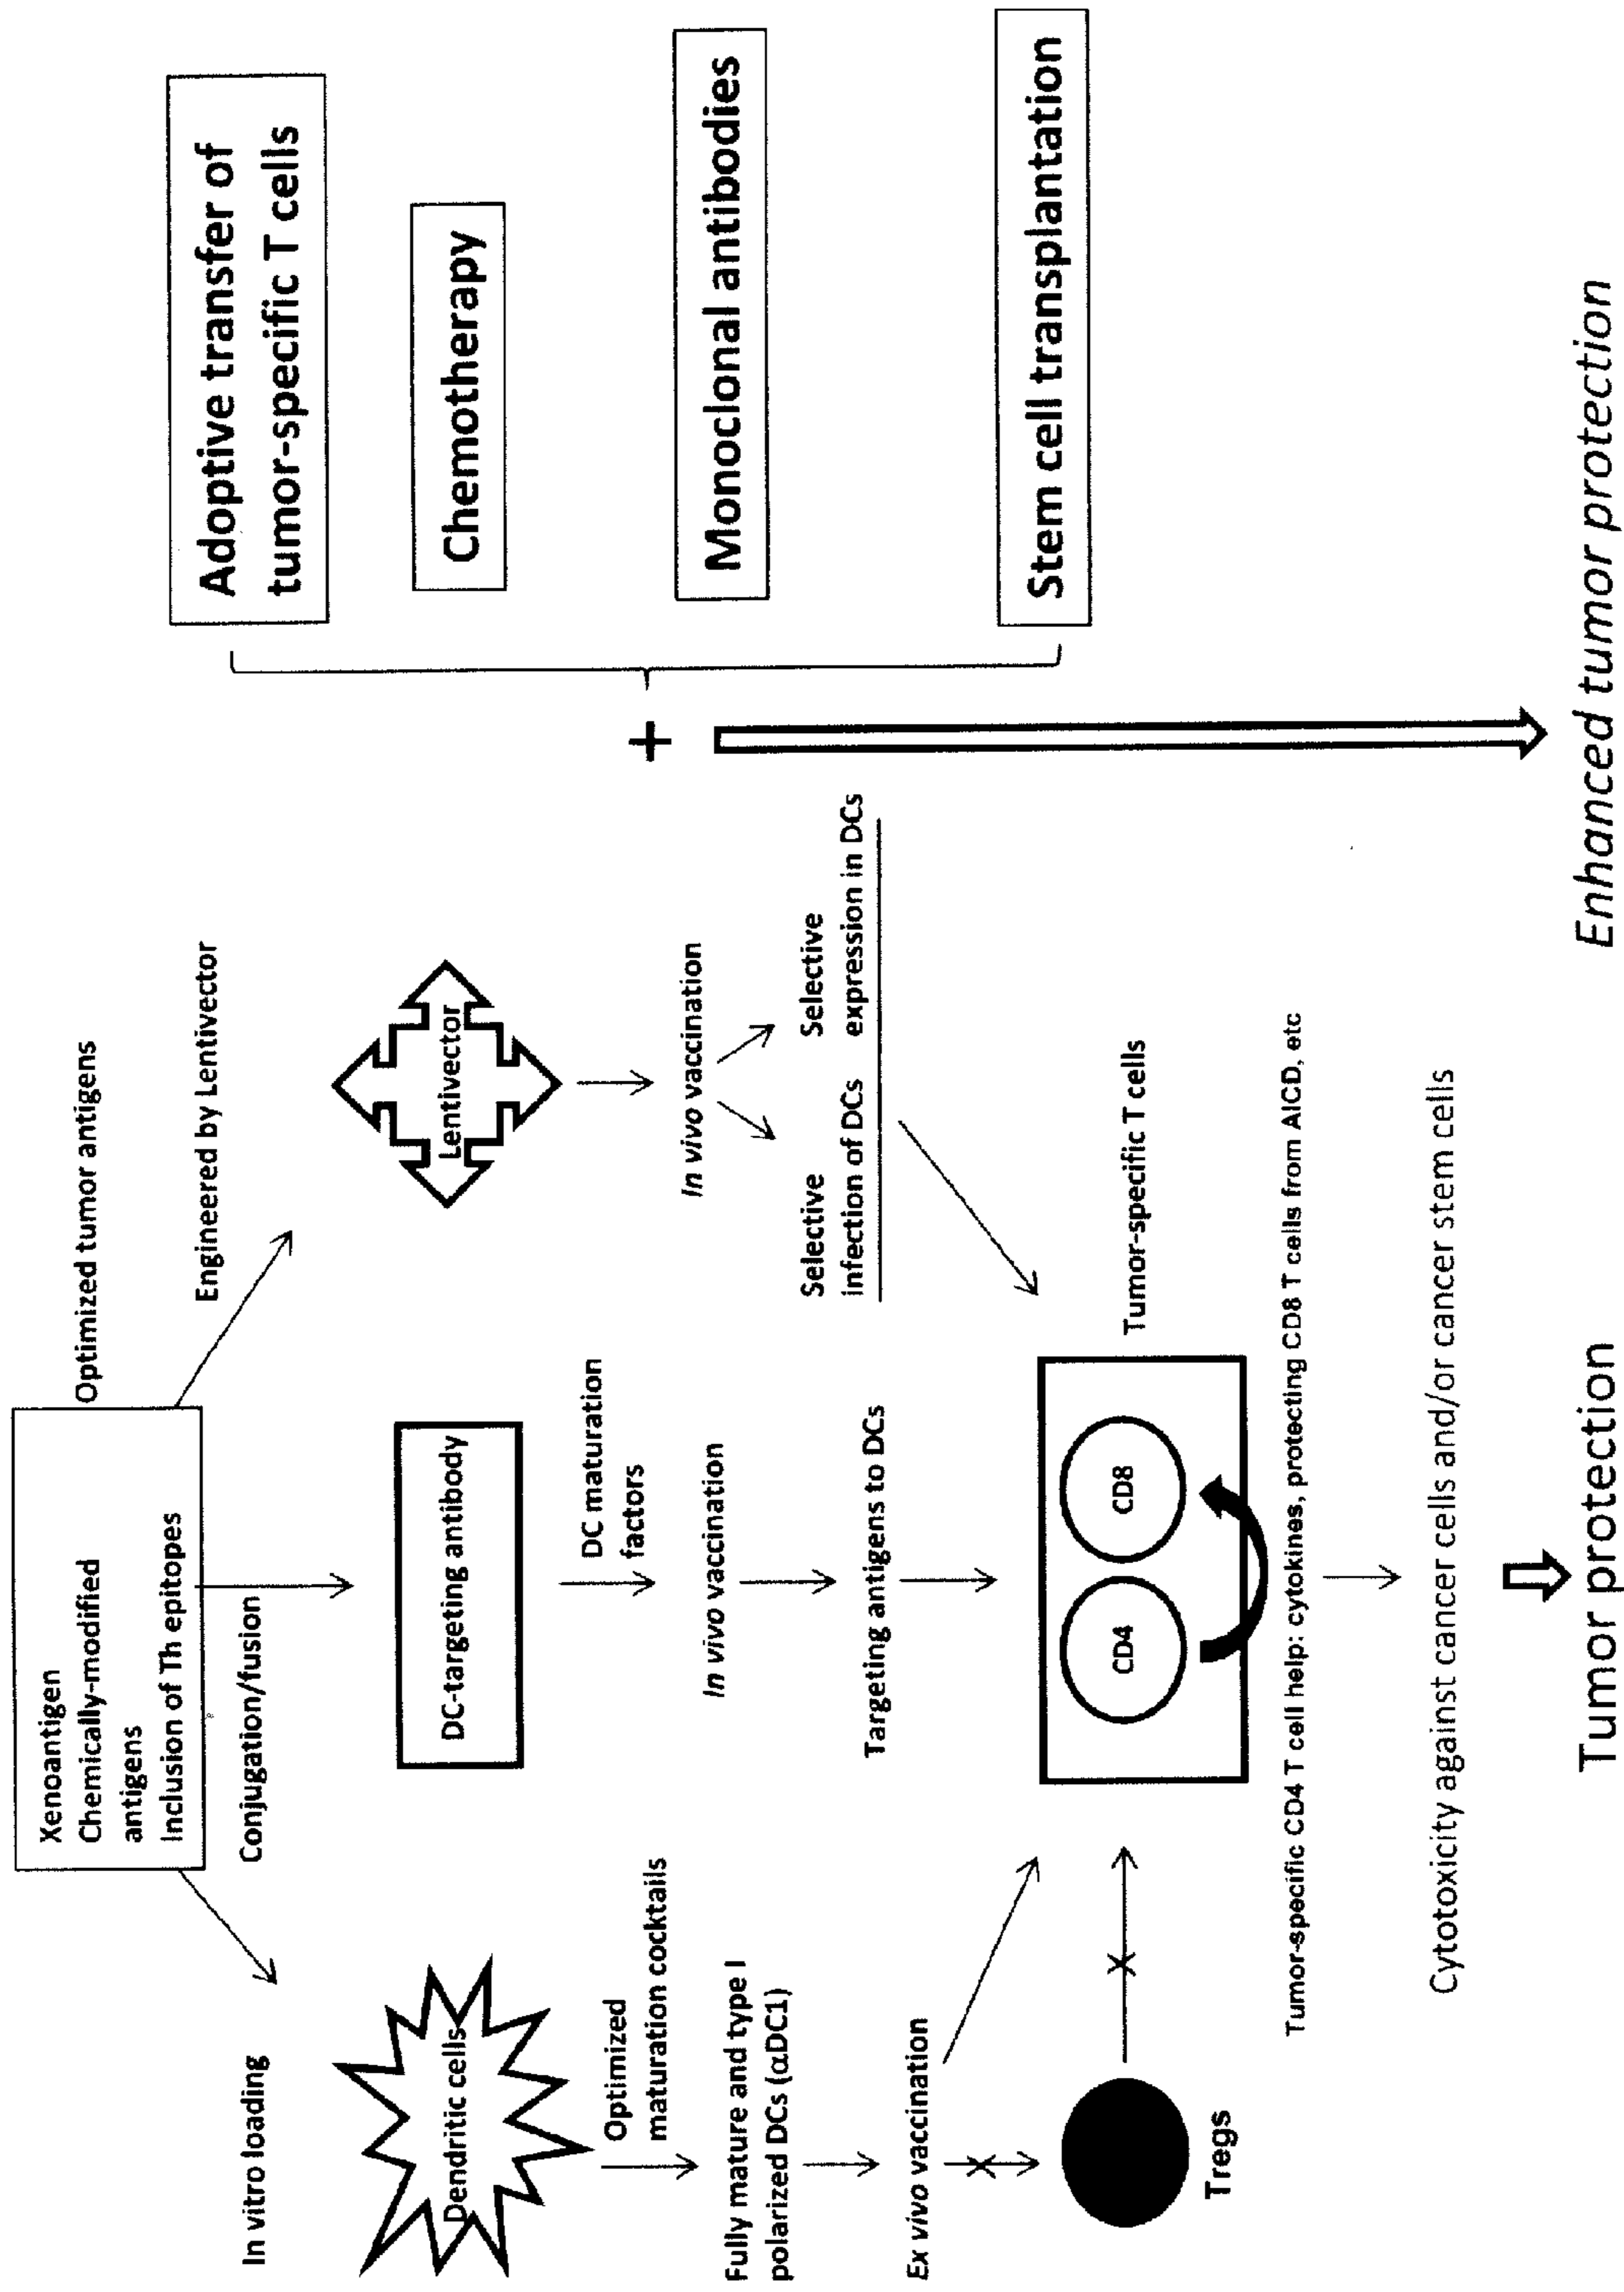 Xenoantigen
Chemically-modified
antigens
Inclusion of Th epitopes
Optimized tumor antigens
In vitro loading
Conjugation/fusion
Engineered by Lentivector
Dendritic cells
DC-targeting antibody
Lentivector
Optimized
maturation cocktails
DC maturation
factors
In vivo vaccination
Fully mature and type I
polarized DCs (αDC1)
In vivo vaccination
Selective
infection of DCs
Selective
expression in DCs
Ex vivo vaccination
Targeting antigens to DCs
Tregs
CD4
CD8
Tumor-specific T cells
Tumor-specific CD4 T cell help: cytokines, protecting CD8 T cells from AICD, etc
Cytotoxicity against cancer cells and/or cancer stem cells
Tumor protection
+
Adoptive transfer of
tumor-specific T cells
Chemotherapy
Monoclonal antibodies
Stem cell transplantation
Enhanced tumor protection